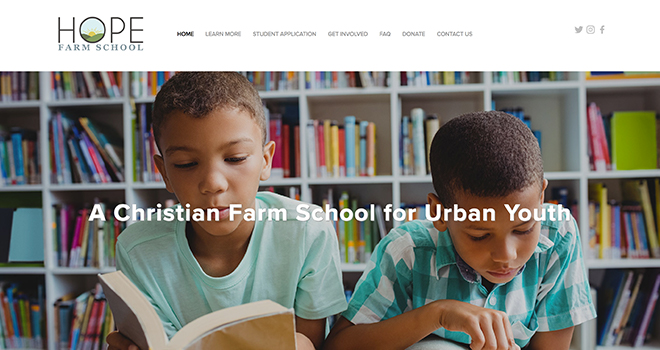 HOPE
FARM SCHOOL
HOME LEARN MORE STUDENT APPLICATION GET INVOLVED FAQ DONATE CONTACT US
A Christian Farm School for Urban Youth